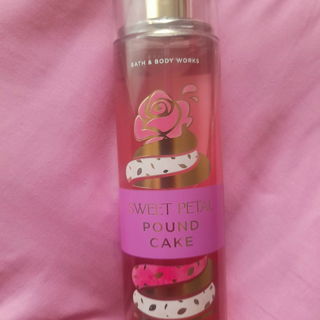 BATH & BODY WORKS
SWEET PETAL
POUND
CAKE